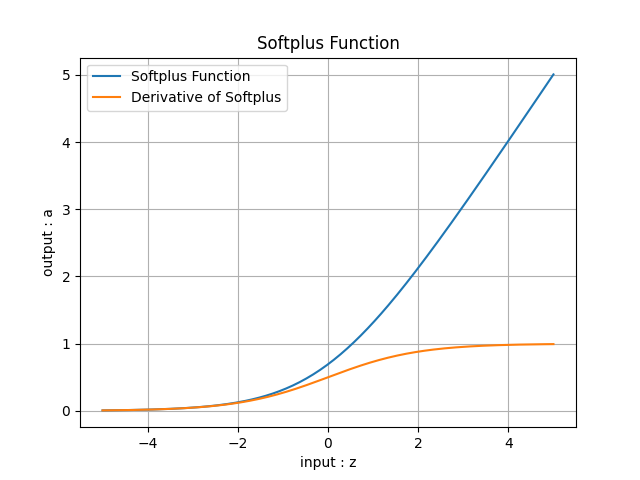 Softplus Function
Softplus Function
Derivative of Softplus
output : a
5
4
3
2
1
0
−4
−2
0
2
4
input : z